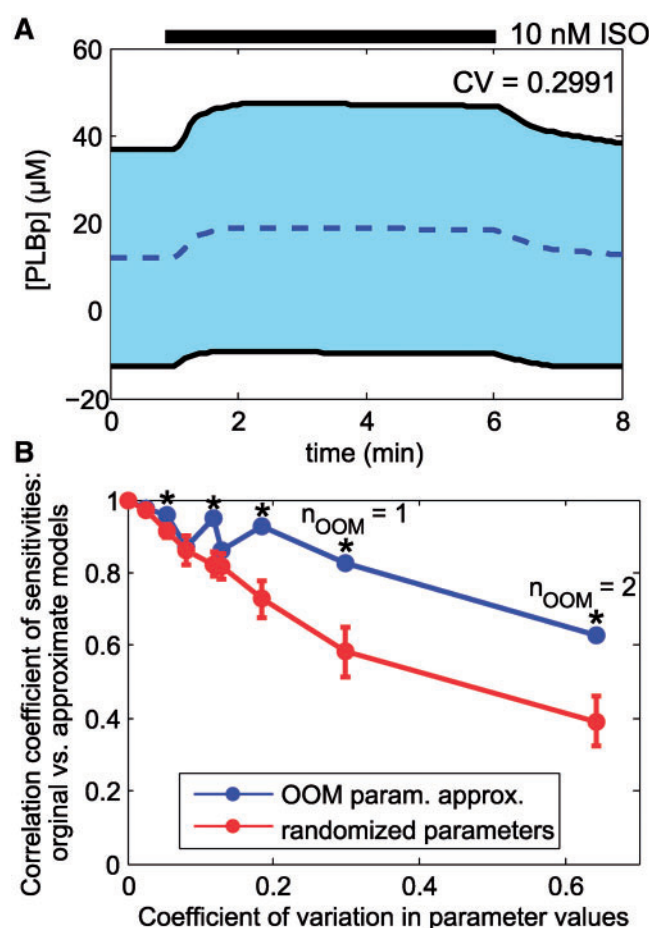 A
10 nM ISO
60
CV = 0.2991
40
20
0
−20
[PLBp] (μM)
0
2
4
6
8
time (min)
B
1
0.8
0.6
0.4
0.2
0
Correlation coefficient of sensitivities:
orginal vs. approximate models
*
*
*
n_OOM = 1
*
n_OOM = 2
*
OOM param. approx.
randomized parameters
0
0.2
0.4
0.6
Coefficient of variation in parameter values